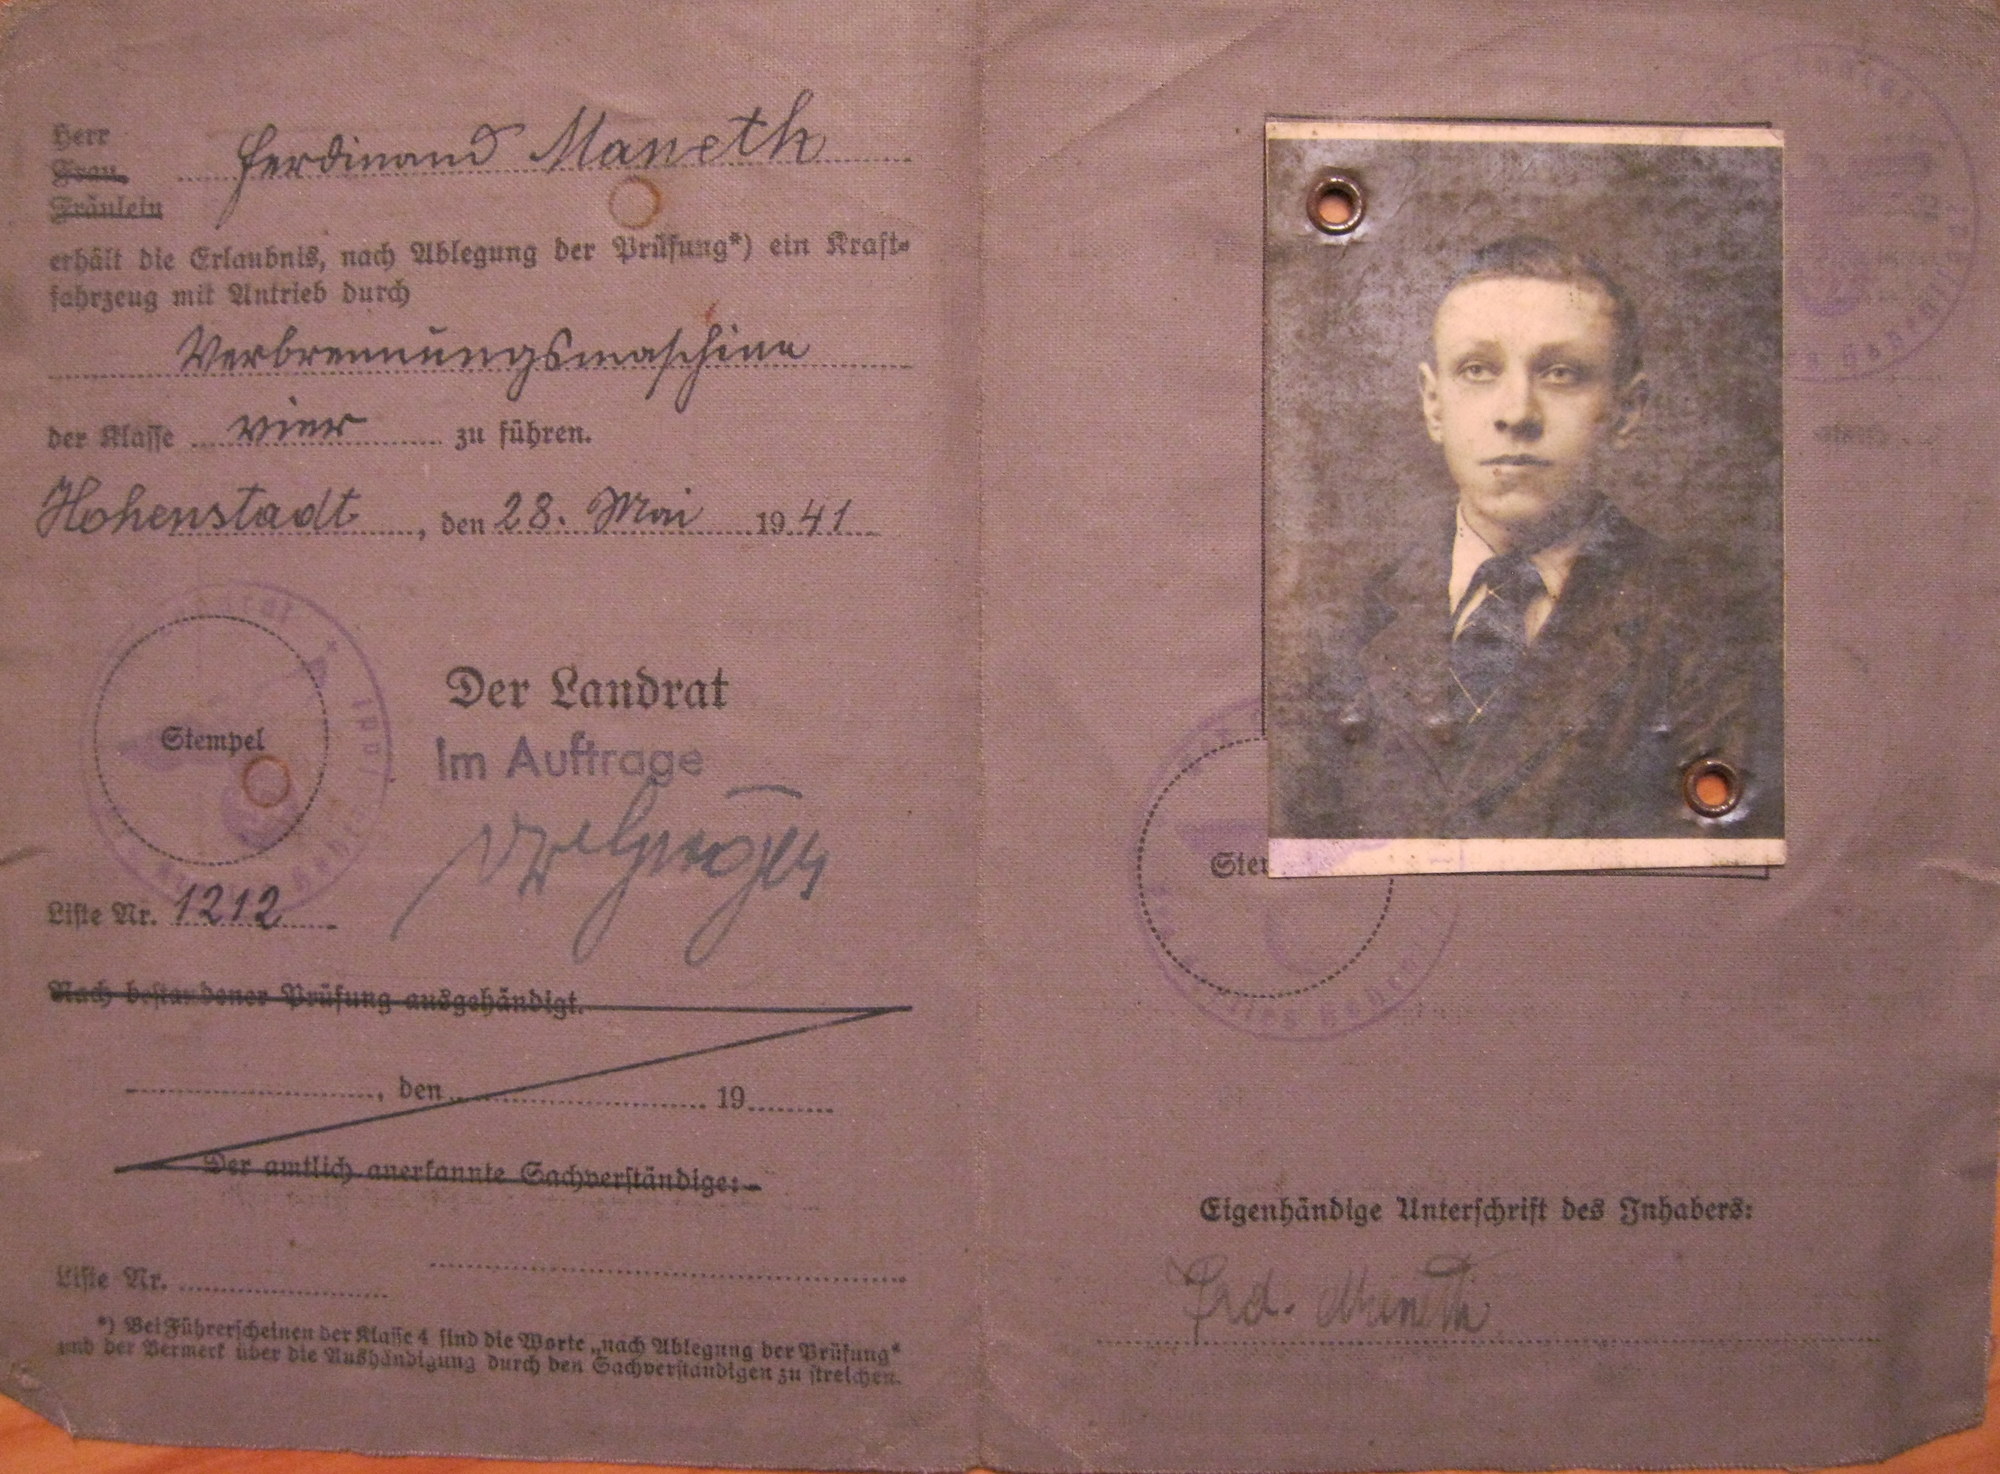 Herr
Frau
Fräulein
Ferdinand Maneth
erhält die Erlaubnis, nach Ablegung der Prüfung*) ein Kraft-
fahrzeug mit Antrieb durch
Verbrennungsmaschine
der Klasse vier zu führen.
Hohenstadt, den 28. Mai 1941
Stempel
Der Landrat
Im Auftrage
Liste Nr. 1212
Nach bestandener Prüfung ausgehändigt.
, den 19
Der amtlich anerkannte Sachverständige:
Liste Nr.
*) Bei Führerscheinen der Klasse 4 sind die Worte „nach Ablegung der Prüfung"
und der Vermerk über die Aushändigung durch den Sachverständigen zu streichen.
Eigenhändige Unterschrift des Inhabers:
Ferd. Maneth